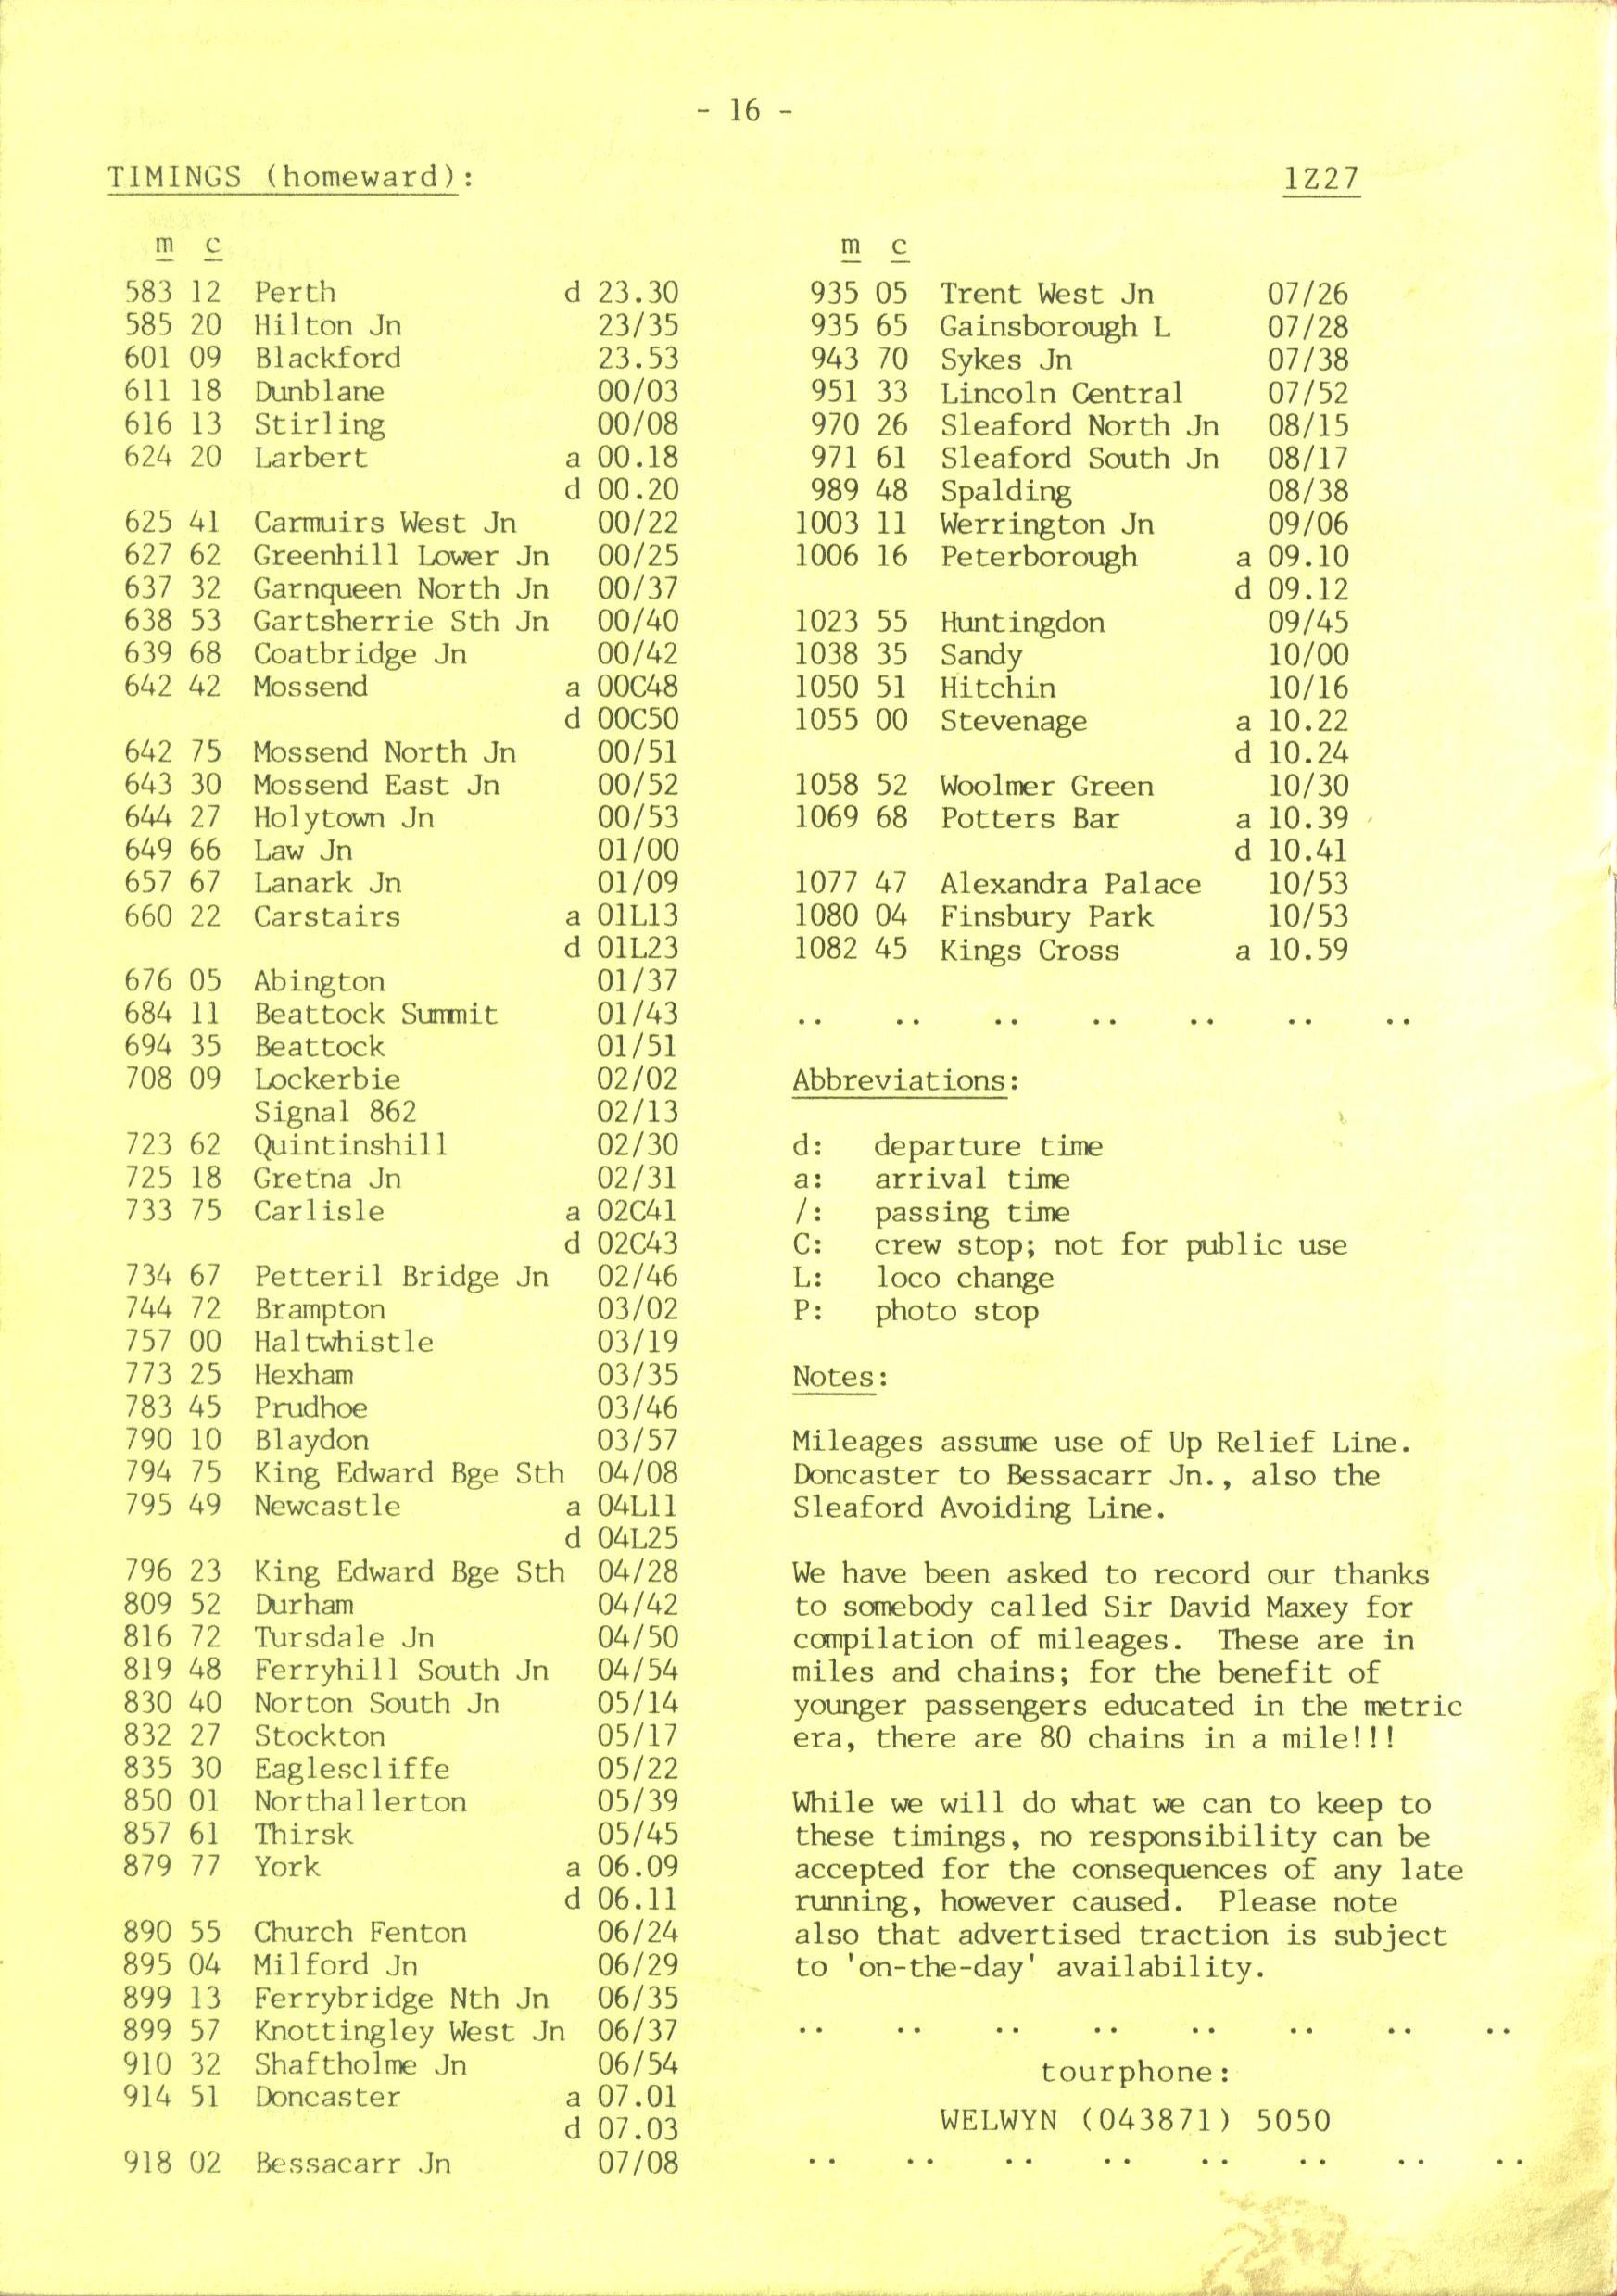 - 16 -
TIMINGS (homeward):
1Z27
m c
583 12 Perth d 23.30
585 20 Hilton Jn 23/35
601 09 Blackford 23.53
611 18 Dunblane 00/03
616 13 Stirling 00/08
624 20 Larbert a 00.18
d 00.20
625 41 Carmuirs West Jn 00/22
627 62 Greenhill Lower Jn 00/25
637 32 Garnqueen North Jn 00/37
638 53 Gartsherrie Sth Jn 00/40
639 68 Coatbridge Jn 00/42
642 42 Mossend a 00C48
d 00C50
642 75 Mossend North Jn 00/51
643 30 Mossend East Jn 00/52
644 27 Holytown Jn 00/53
649 66 Law Jn 01/00
657 67 Lanark Jn 01/09
660 22 Carstairs a 01L13
d 01L23
676 05 Abington 01/37
684 11 Beattock Summit 01/43
694 35 Beattock 01/51
708 09 Lockerbie 02/02
Signal 862 02/13
723 62 Quintinshill 02/30
725 18 Gretna Jn 02/31
733 75 Carlisle a 02C41
d 02C43
734 67 Petteril Bridge Jn 02/46
744 72 Brampton 03/02
757 00 Haltwhistle 03/19
773 25 Hexham 03/35
783 45 Prudhoe 03/46
790 10 Blaydon 03/57
794 75 King Edward Bge Sth 04/08
795 49 Newcastle a 04L11
d 04L25
796 23 King Edward Bge Sth 04/28
809 52 Durham 04/42
816 72 Tursdale Jn 04/50
819 48 Ferryhill South Jn 04/54
830 40 Norton South Jn 05/14
832 27 Stockton 05/17
835 30 Eaglescliffe 05/22
850 01 Northallerton 05/39
857 61 Thirsk 05/45
879 77 York a 06.09
d 06.11
890 55 Church Fenton 06/24
895 04 Milford Jn 06/29
899 13 Ferrybridge Nth Jn 06/35
899 57 Knottingley West Jn 06/37
910 32 Shaftholme Jn 06/54
914 51 Doncaster a 07.01
d 07.03
918 02 Bessacarr Jn 07/08
m c
935 05 Trent West Jn 07/26
935 65 Gainsborough L 07/28
943 70 Sykes Jn 07/38
951 33 Lincoln Central 07/52
970 26 Sleaford North Jn 08/15
971 61 Sleaford South Jn 08/17
989 48 Spalding 08/38
1003 11 Werrington Jn 09/06
1006 16 Peterborough a 09.10
d 09.12
1023 55 Huntingdon 09/45
1038 35 Sandy 10/00
1050 51 Hitchin 10/16
1055 00 Stevenage a 10.22
d 10.24
1058 52 Woolmer Green 10/30
1069 68 Potters Bar a 10.39
d 10.41
1077 47 Alexandra Palace 10/53
1080 04 Finsbury Park 10/53
1082 45 Kings Cross a 10.59
.. .. .. .. .. .. ..
Abbreviations:
d: departure time
a: arrival time
/: passing time
C: crew stop; not for public use
L: loco change
P: photo stop
Notes:
Mileages assume use of Up Relief Line.
Doncaster to Bessacarr Jn., also the
Sleaford Avoiding Line.
We have been asked to record our thanks
to somebody called Sir David Maxey for
compilation of mileages. These are in
miles and chains; for the benefit of
younger passengers educated in the metric
era, there are 80 chains in a mile!!!
While we will do what we can to keep to
these timings, no responsibility can be
accepted for the consequences of any late
running, however caused. Please note
also that advertised traction is subject
to 'on-the-day' availability.
.. .. .. .. .. .. .. ..
tourphone:
WELWYN (043871) 5050
.. .. .. .. .. .. .. ..